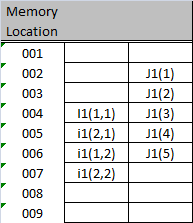 Memory
Location
001
002 J1(1)
003 J1(2)
004 I1(1,1) J1(3)
005 i1(2,1) J1(4)
006 i1(1,2) J1(5)
007 i1(2,2)
008
009